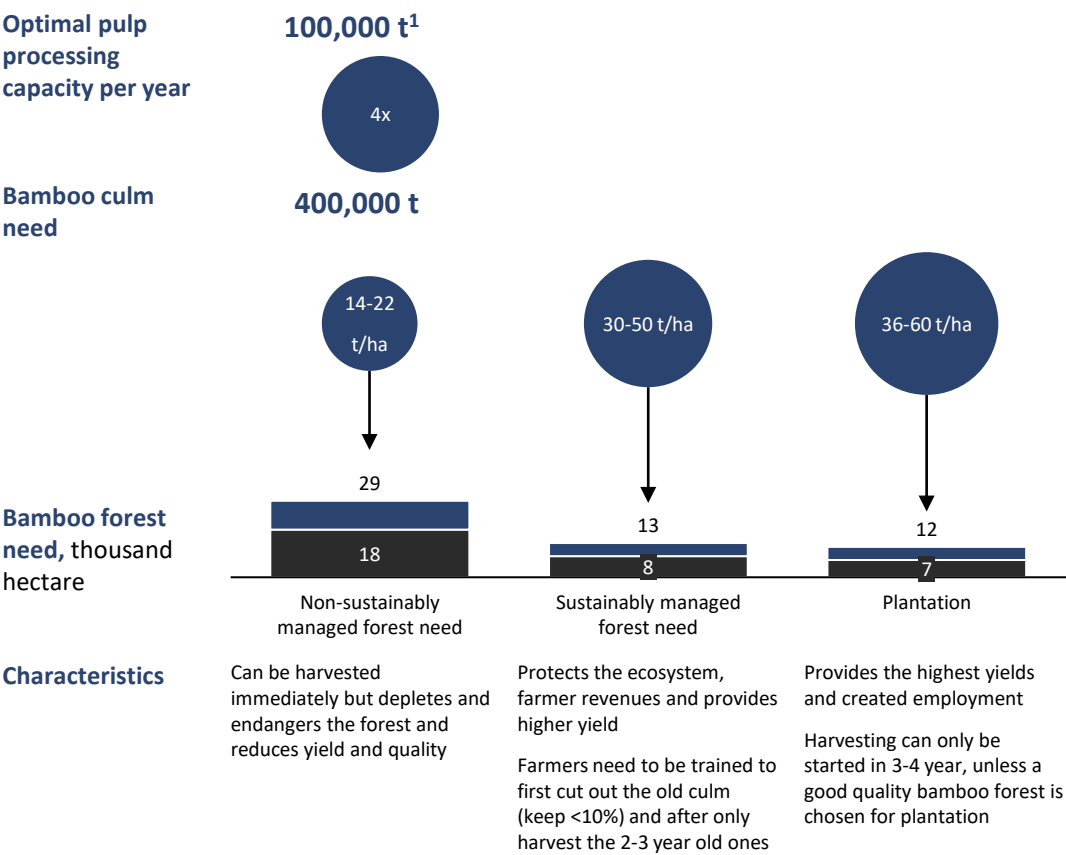 Optimal pulp
processing
capacity per year
100,000 t¹
4x
Bamboo culm
need
400,000 t
14-22
t/ha
30-50 t/ha
36-60 t/ha
Bamboo forest
need, thousand
hectare
29
18
13
8
12
7
Non-sustainably
managed forest need
Sustainably managed
forest need
Plantation
Characteristics
Can be harvested
immediately but depletes and
endangers the forest and
reduces yield and quality
Protects the ecosystem,
farmer revenues and provides
higher yield
Farmers need to be trained to
first cut out the old culm
(keep <10%) and after only
harvest the 2-3 year old ones
Provides the highest yields
and created employment
Harvesting can only be
started in 3-4 year, unless a
good quality bamboo forest is
chosen for plantation